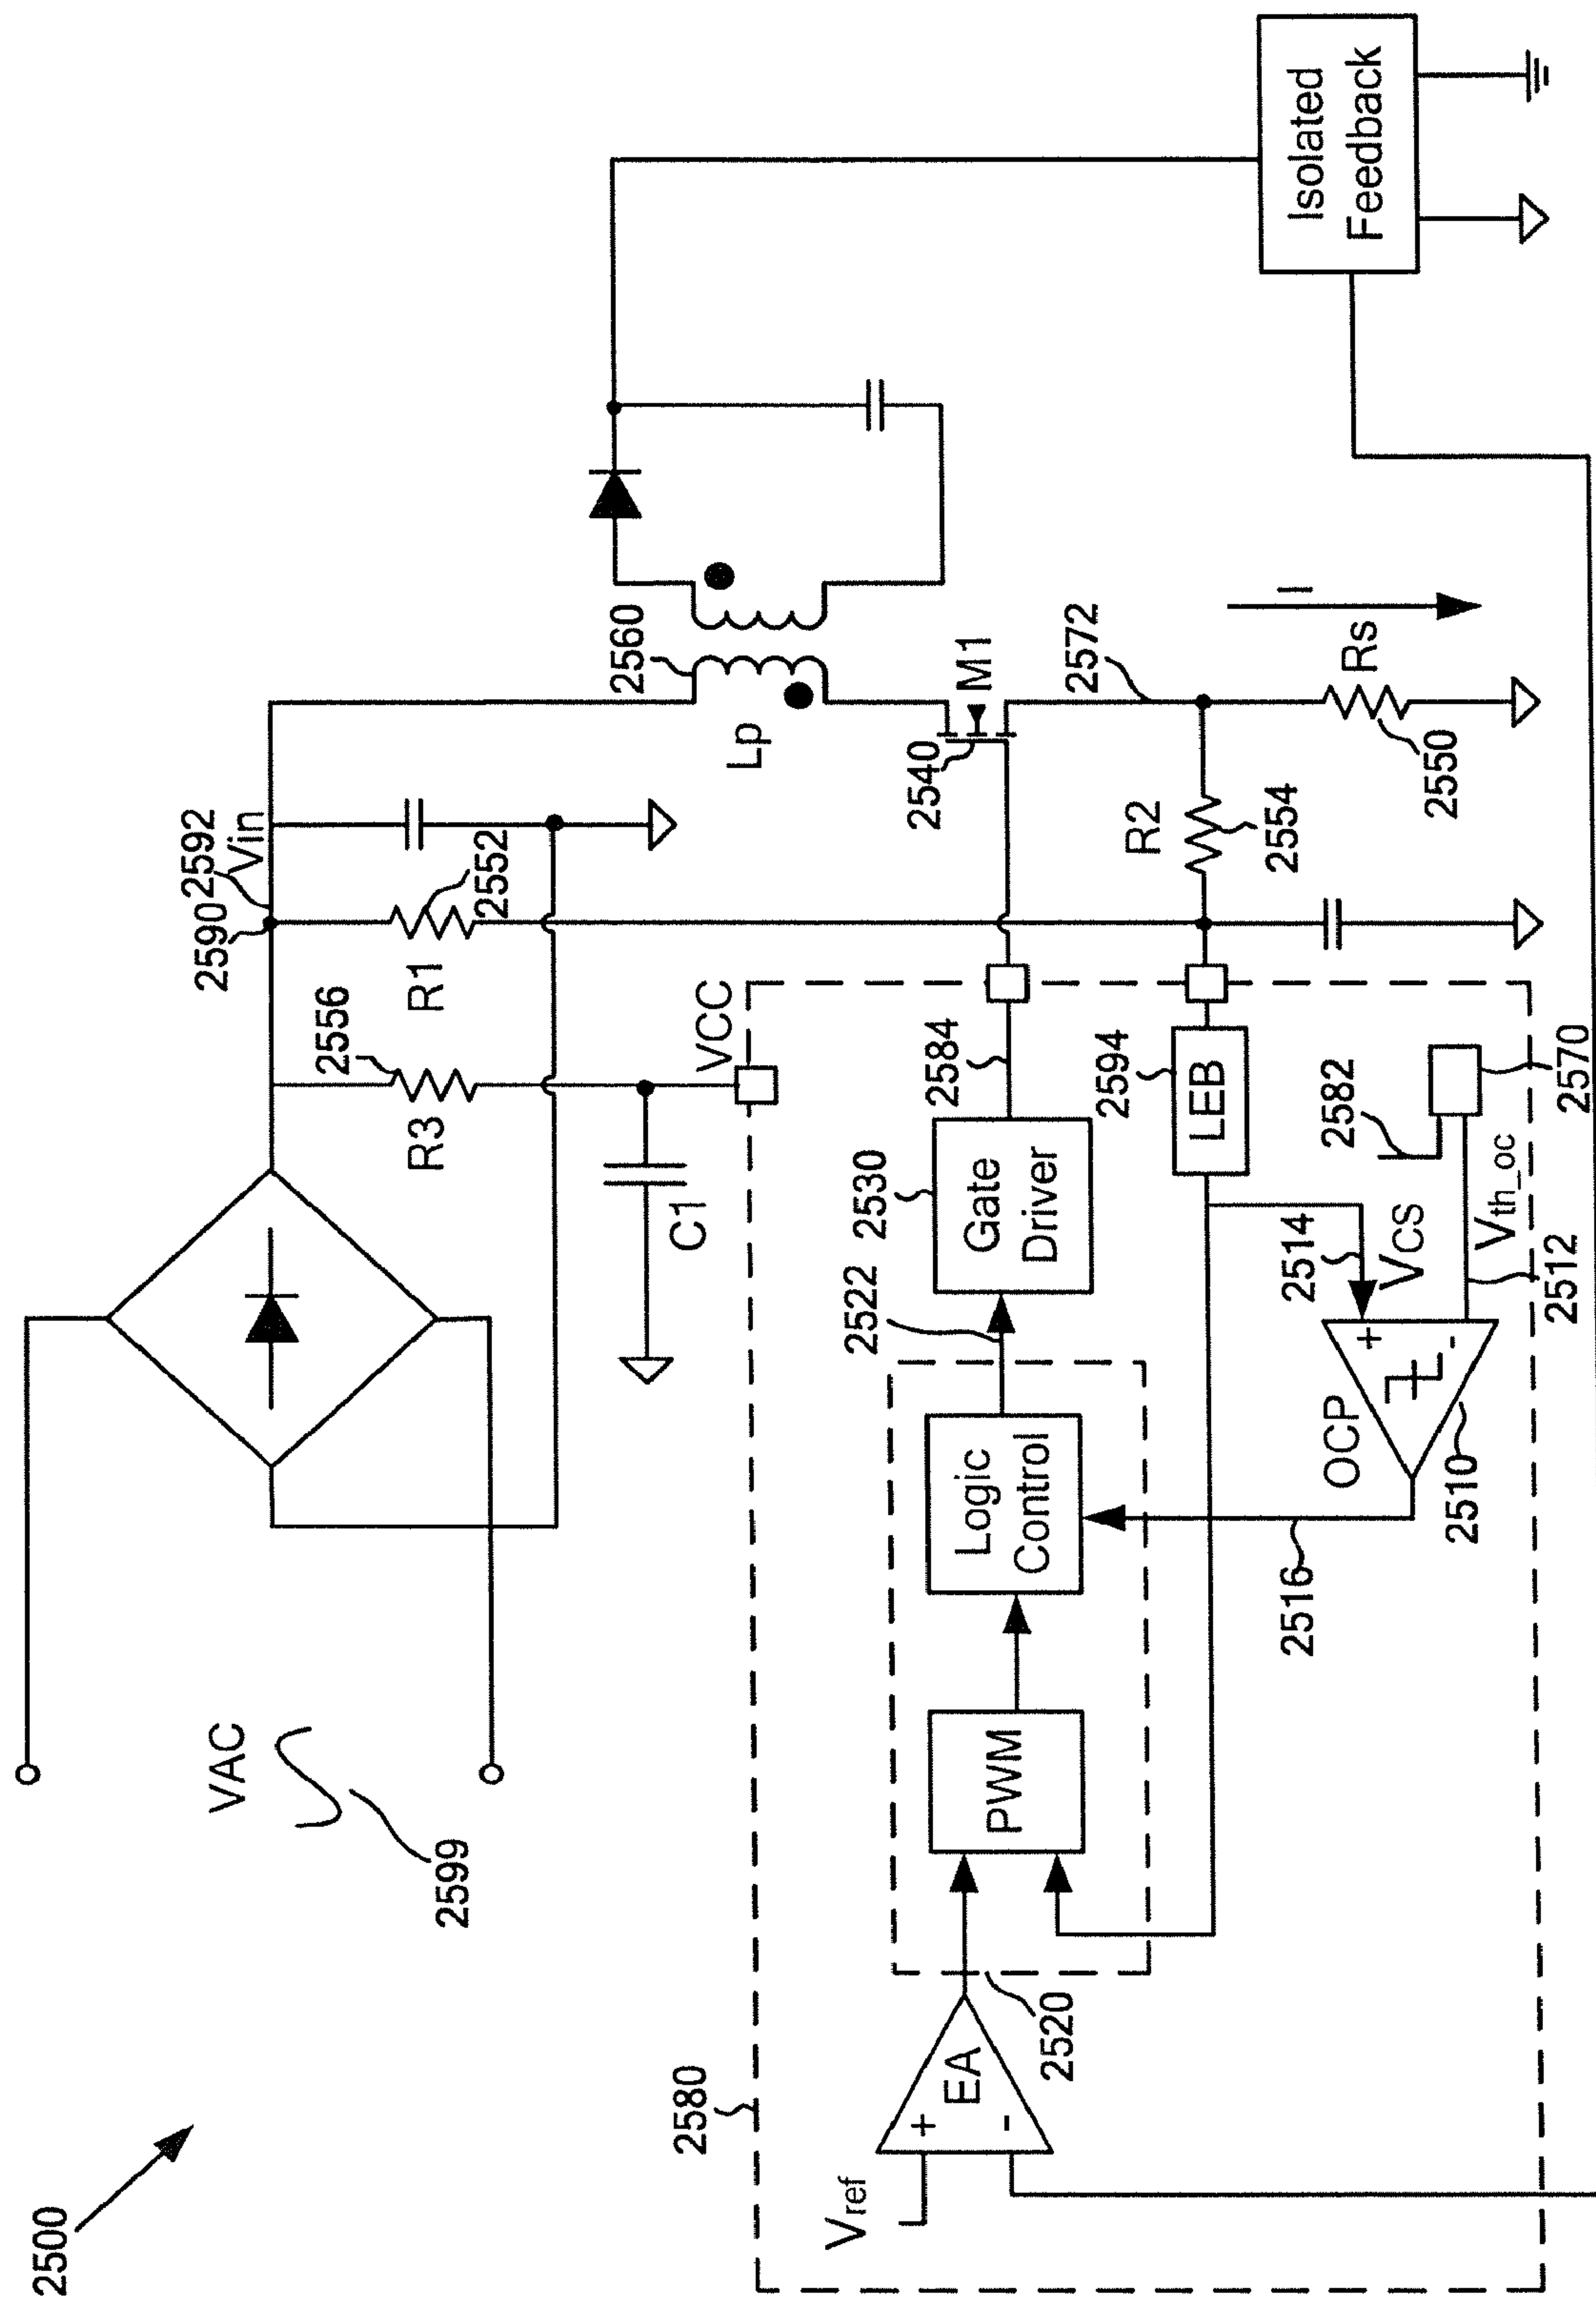 2500
VAC
2599
2590
2592
Vin
2556
R3
R1
2552
C1
VCC
2560
Lp
M1
2540
2572
I
R2
2554
Rs
2550
2580
Vref
+
-
EA
2520
PWM
Logic
Control
2522
2530
Gate
Driver
2584
2594
LEB
2514
VCS
2582
2570
Vth_oc
2512
OCP
+
-
2510
2516
Isolated
Feedback